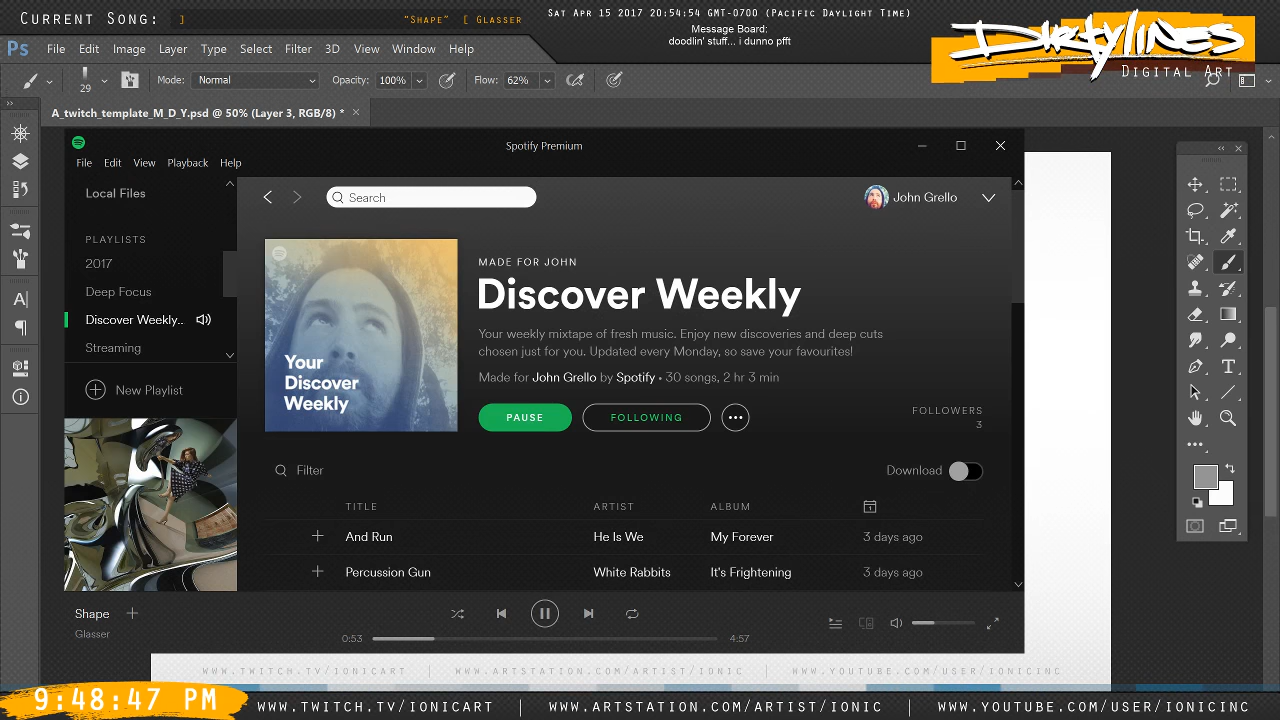 Current Song: ] "Shape" [ Glasser
Sat Apr 15 2017 20:54:54 GMT-0700 (Pacific Daylight Time)
Message Board:
doodlin' stuff... i dunno pfft
DirtyLines
Digital Art
Ps File Edit Image Layer Type Select Filter 3D View Window Help
29 Mode: Normal Opacity: 100% Flow: 62%
A_twitch_template_M_D_Y.psd @ 50% (Layer 3, RGB/8) * ×
Spotify Premium
File Edit View Playback Help
Local Files
PLAYLISTS
2017
Deep Focus
Discover Weekly..
Streaming
New Playlist
Search
John Grello
Your
Discover
Weekly
MADE FOR JOHN
Discover Weekly
Your weekly mixtape of fresh music. Enjoy new discoveries and deep cuts
chosen just for you. Updated every Monday, so save your favourites!
Made for John Grello by Spotify • 30 songs, 2 hr 3 min
PAUSE FOLLOWING
FOLLOWERS
3
Filter
Download
TITLE ARTIST ALBUM
And Run He Is We My Forever 3 days ago
Percussion Gun White Rabbits It's Frightening 3 days ago
Shape
Glasser
0:53 4:57
www.twitch.tv/ionicart | www.artstation.com/artist/ionic | www.youtube.com/user/ionicinc
9:48:47 PM
www.twitch.tv/ionicart | www.artstation.com/artist/ionic | www.youtube.com/user/ionicinc